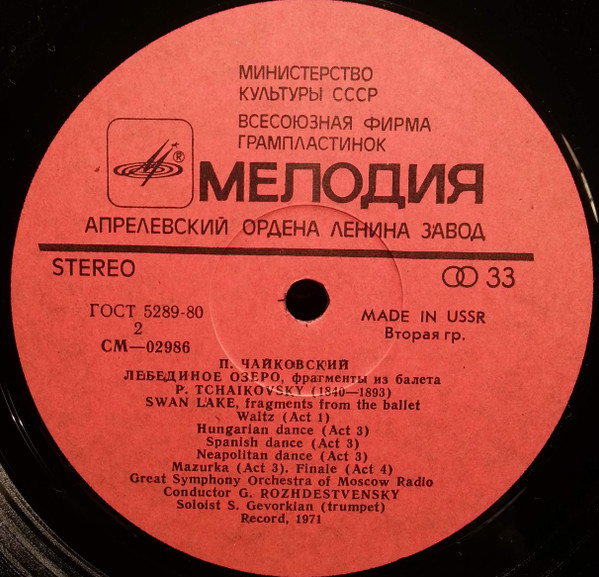 МИНИСТЕРСТВО
КУЛЬТУРЫ СССР
ВСЕСОЮЗНАЯ ФИРМА
ГРАМПЛАСТИНОК
®
МЕЛОДИЯ
АПРЕЛЕВСКИЙ ОРДЕНА ЛЕНИНА ЗАВОД
STEREO
33
ГОСТ 5289-80
2
СМ—02986
MADE IN USSR
Вторая гр.
П. ЧАЙКОВСКИЙ
ЛЕБЕДИНОЕ ОЗЕРО, фрагменты из балета
P. TCHAIKOVSKY (1840—1893)
SWAN LAKE, fragments from the ballet
Waltz (Act 1)
Hungarian dance (Act 3)
Spanish dance (Act 3)
Neapolitan dance (Act 3)
Mazurka (Act 3). Finale (Act 4)
Great Symphony Orchestra of Moscow Radio
Conductor G. ROZHDESTVENSKY
Soloist S. Gevorkian (trumpet)
Record, 1971